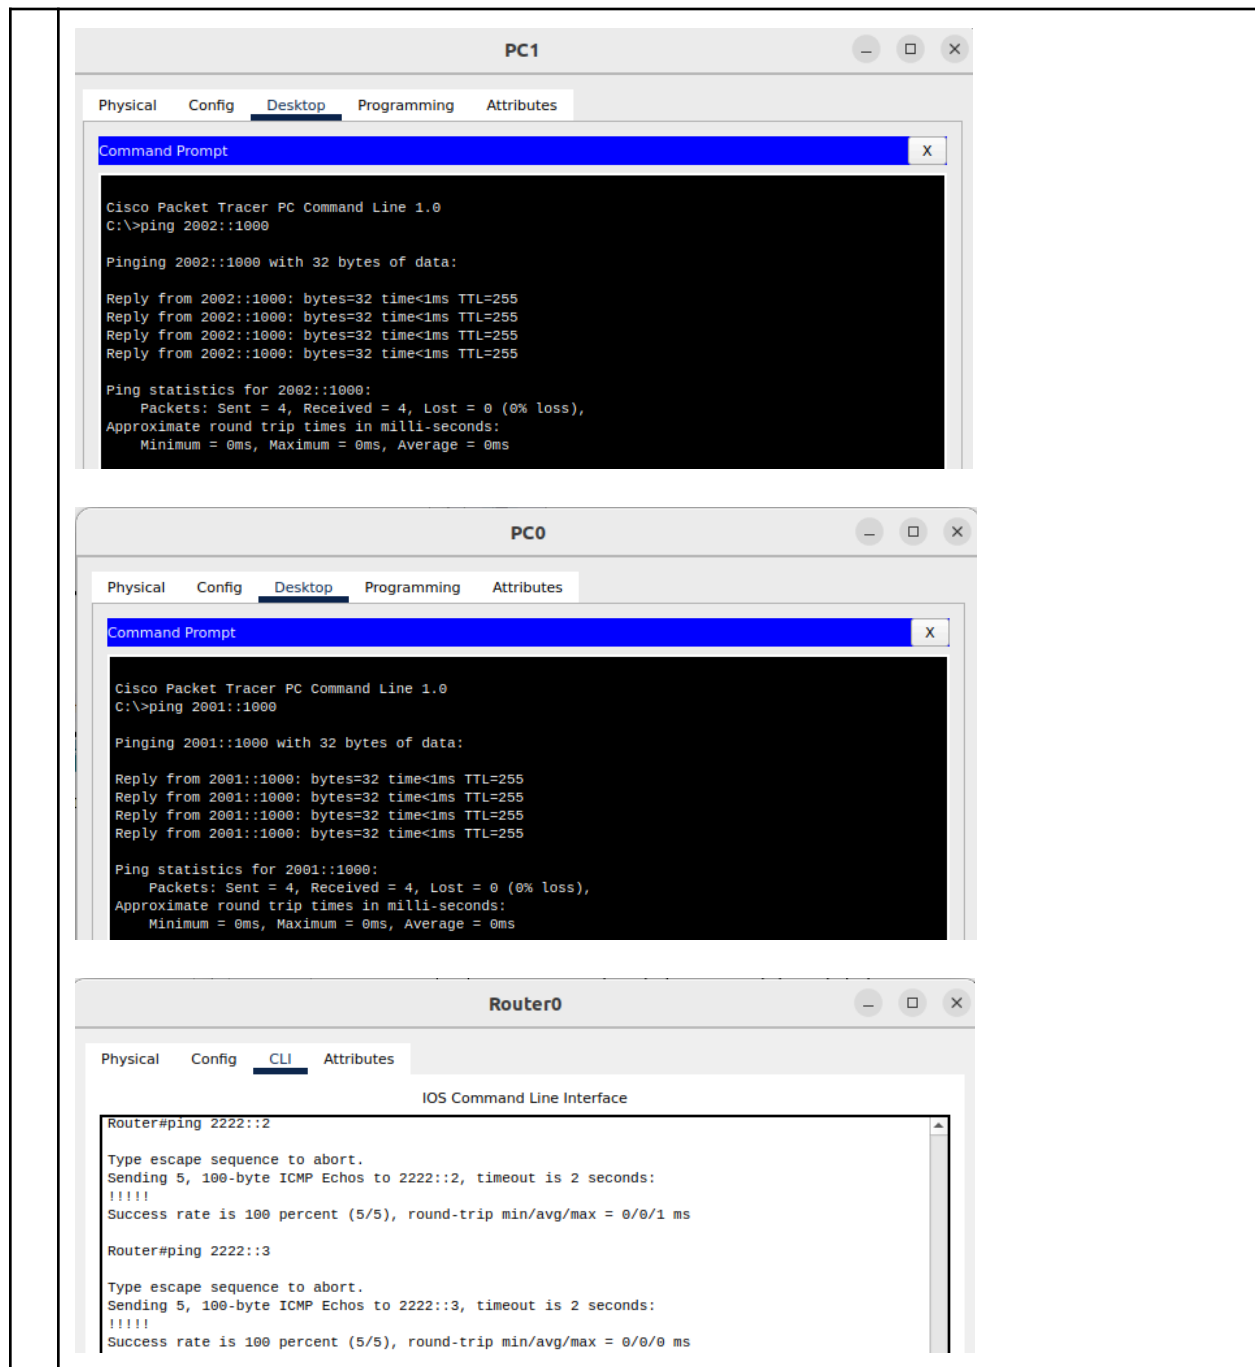 PC1
Physical Config Desktop Programming Attributes
Command Prompt X
Cisco Packet Tracer PC Command Line 1.0
C:\>ping 2002::1000
Pinging 2002::1000 with 32 bytes of data:
Reply from 2002::1000: bytes=32 time<1ms TTL=255
Reply from 2002::1000: bytes=32 time<1ms TTL=255
Reply from 2002::1000: bytes=32 time<1ms TTL=255
Reply from 2002::1000: bytes=32 time<1ms TTL=255
Ping statistics for 2002::1000:
Packets: Sent = 4, Received = 4, Lost = 0 (0% loss),
Approximate round trip times in milli-seconds:
Minimum = 0ms, Maximum = 0ms, Average = 0ms
PC0
Physical Config Desktop Programming Attributes
Command Prompt X
Cisco Packet Tracer PC Command Line 1.0
C:\>ping 2001::1000
Pinging 2001::1000 with 32 bytes of data:
Reply from 2001::1000: bytes=32 time<1ms TTL=255
Reply from 2001::1000: bytes=32 time<1ms TTL=255
Reply from 2001::1000: bytes=32 time<1ms TTL=255
Reply from 2001::1000: bytes=32 time<1ms TTL=255
Ping statistics for 2001::1000:
Packets: Sent = 4, Received = 4, Lost = 0 (0% loss),
Approximate round trip times in milli-seconds:
Minimum = 0ms, Maximum = 0ms, Average = 0ms
Router0
Physical Config CLI Attributes
IOS Command Line Interface
Router#ping 2222::2
Type escape sequence to abort.
Sending 5, 100-byte ICMP Echos to 2222::2, timeout is 2 seconds:
!!!!!
Success rate is 100 percent (5/5), round-trip min/avg/max = 0/0/1 ms
Router#ping 2222::3
Type escape sequence to abort.
Sending 5, 100-byte ICMP Echos to 2222::3, timeout is 2 seconds:
!!!!!
Success rate is 100 percent (5/5), round-trip min/avg/max = 0/0/0 ms